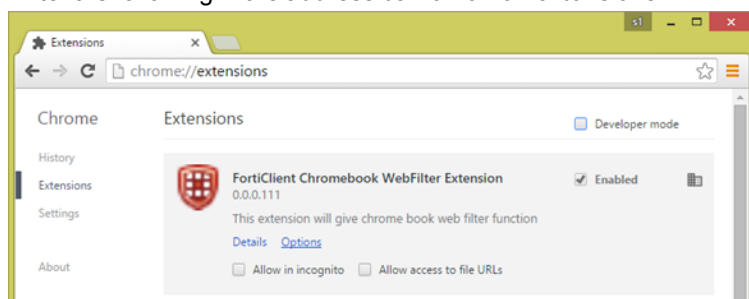 s1
Extensions
chrome://extensions
Chrome
Extensions
Developer mode
History
Extensions
Settings
About
FortiClient Chromebook WebFilter Extension
Enabled
0.0.0.111
This extension will give chrome book web filter function
Details Options
Allow in incognito Allow access to file URLs